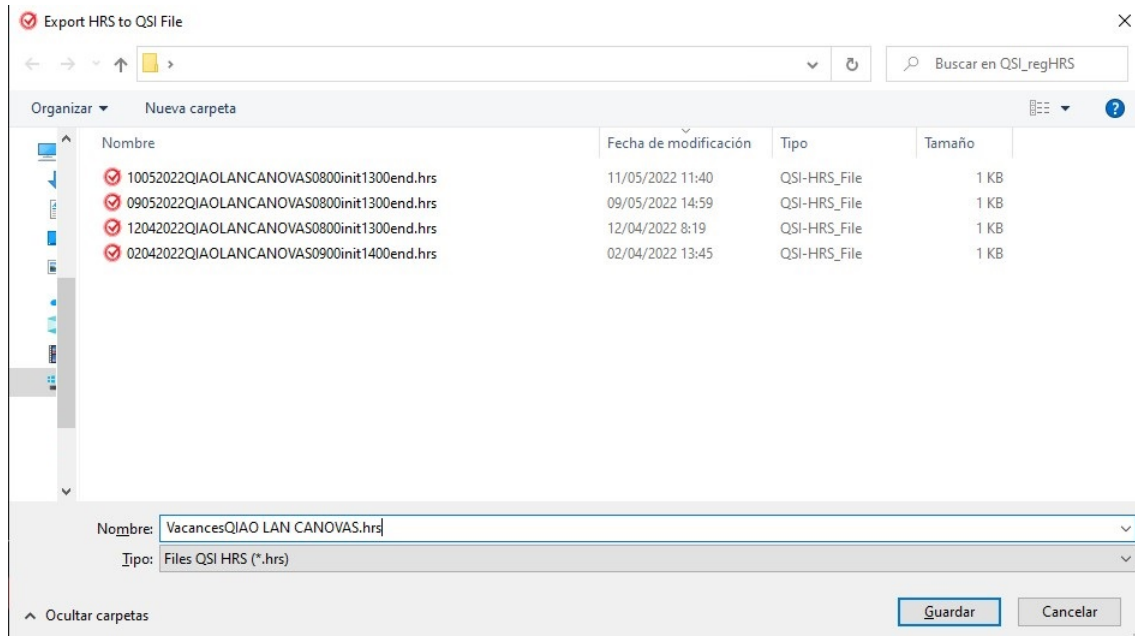 Export HRS to QSI File
Buscar en QSI_regHRS
Organizar Nueva carpeta
Nombre Fecha de modificación Tipo Tamaño
10052022QIAOLANCANOVAS0800init1300end.hrs 11/05/2022 11:40 QSI-HRS_File 1 KB
09052022QIAOLANCANOVAS0800init1300end.hrs 09/05/2022 14:59 QSI-HRS_File 1 KB
12042022QIAOLANCANOVAS0800init1300end.hrs 12/04/2022 8:19 QSI-HRS_File 1 KB
02042022QIAOLANCANOVAS0900init1400end.hrs 02/04/2022 13:45 QSI-HRS_File 1 KB
Nombre: VacancesQIAO LAN CANOVAS.hrs
Tipo: Files QSI HRS (*.hrs)
Ocultar carpetas Guardar Cancelar